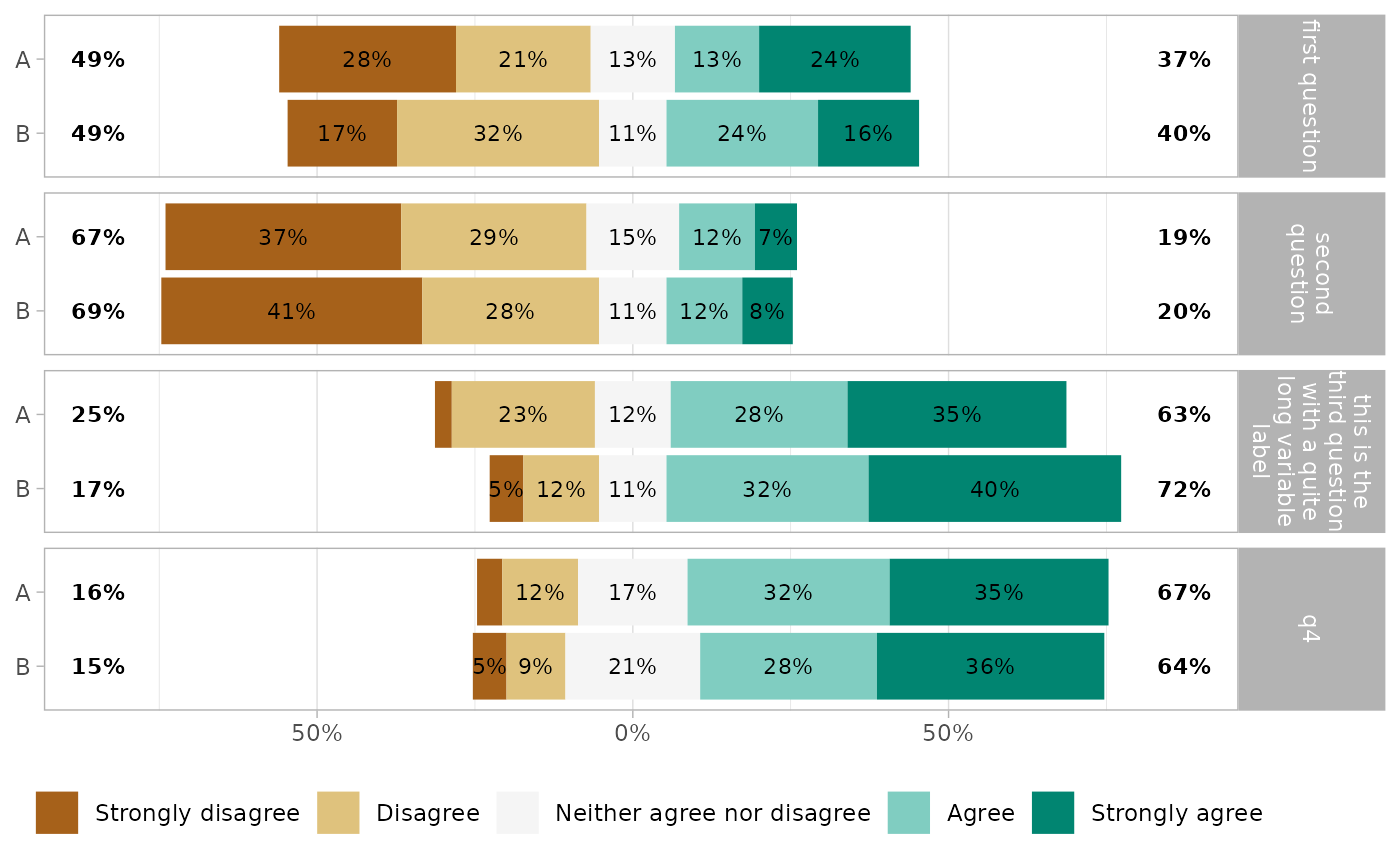 A 49% 28% 21% 13% 13% 24% 37%
B 49% 17% 32% 11% 24% 16% 40%
first question
A 67% 37% 29% 15% 12% 7% 19%
B 69% 41% 28% 11% 12% 8% 20%
second
question
A 25% 23% 12% 28% 35% 63%
B 17% 5% 12% 11% 32% 40% 72%
this is the
third question
with a quite
long variable
label
A 16% 12% 17% 32% 35% 67%
B 15% 5% 9% 21% 28% 36% 64%
q4
50% 0% 50%
Strongly disagree Disagree Neither agree nor disagree Agree Strongly agree